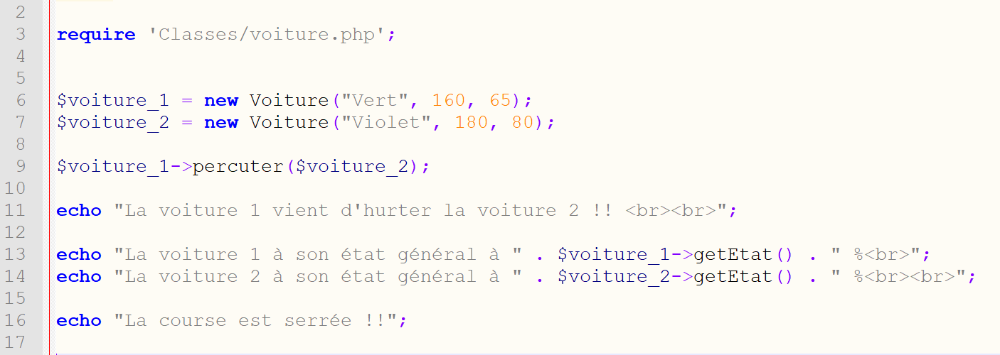 2
3 require 'Classes/voiture.php';
4
5
6 $voiture_1 = new Voiture("Vert", 160, 65);
7 $voiture_2 = new Voiture("Violet", 180, 80);
8
9 $voiture_1->percuter($voiture_2);
10
11 echo "La voiture 1 vient d'hurter la voiture 2 !! <br><br>";
12
13 echo "La voiture 1 à son état général à " . $voiture_1->getEtat() . " %<br>";
14 echo "La voiture 2 à son état général à " . $voiture_2->getEtat() . " %<br><br>";
15
16 echo "La course est serrée !!";
17